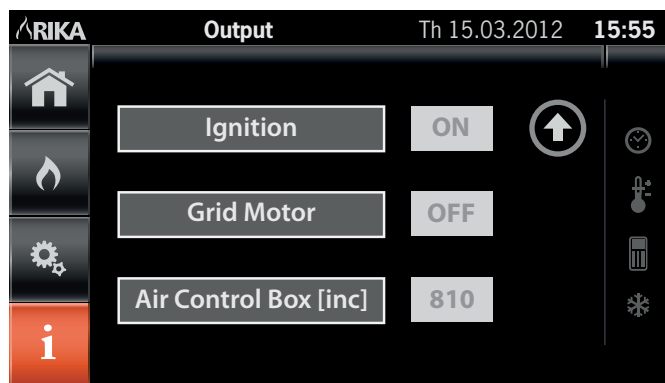 RIKA Output Th 15.03.2012 15:55
Ignition ON
Grid Motor OFF
Air Control Box [inc] 810
i